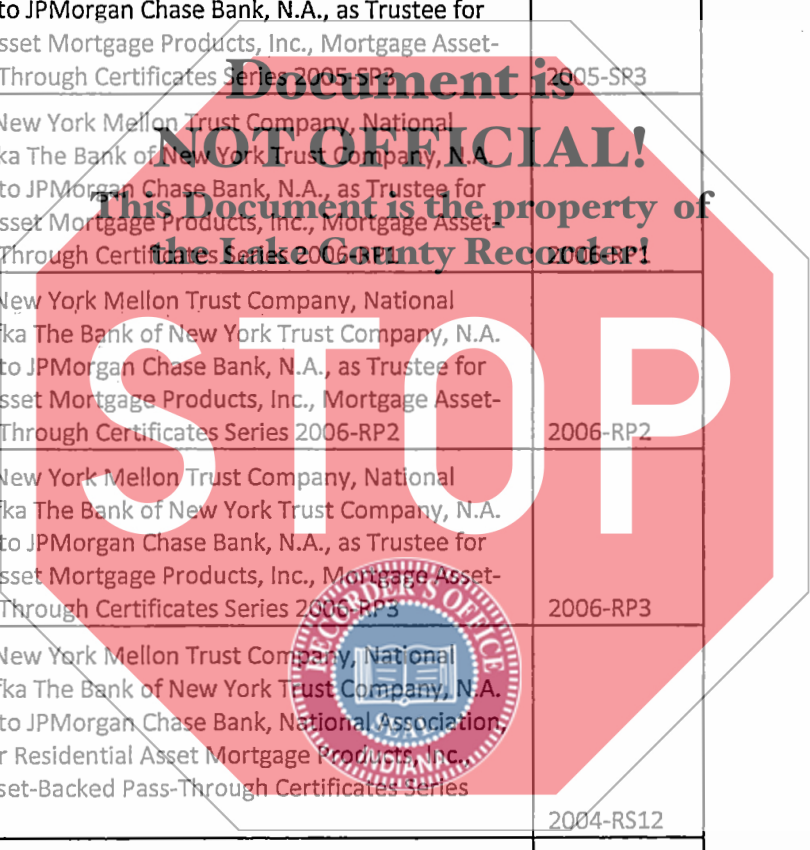 to JPMorgan Chase Bank, N.A., as Trustee for
sset Mortgage Products, Inc., Mortgage Asset-
Through Certificates Series 2005-SP3 2005-SP3
Document is
New York Mellon Trust Company, National
NOT OFFICIAL!
ka The Bank of New York Trust Company, N.A.
to JPMorgan Chase Bank, N.A., as Trustee for
This Document is the property of
sset Mortgage Products, Inc., Mortgage Asset-
the Lake County Recorder!
Through Certificates Series 2006-RP1 2006-RP1
New York Mellon Trust Company, National
fka The Bank of New York Trust Company, N.A.
to JPMorgan Chase Bank, N.A., as Trustee for
sset Mortgage Products, Inc., Mortgage Asset-
Through Certificates Series 2006-RP2 2006-RP2
STOP
New York Mellon Trust Company, National
fka The Bank of New York Trust Company, N.A.
to JPMorgan Chase Bank, N.A., as Trustee for
sset Mortgage Products, Inc., Mortgage Asset-
Through Certificates Series 2006-RP3 2006-RP3
RECORDER'S OFFICE
New York Mellon Trust Company, National
fka The Bank of New York Trust Company, N.A.
to JPMorgan Chase Bank, National Association,
r Residential Asset Mortgage Products, Inc.,
INDIANA
set-Backed Pass-Through Certificates Series
2004-RS12